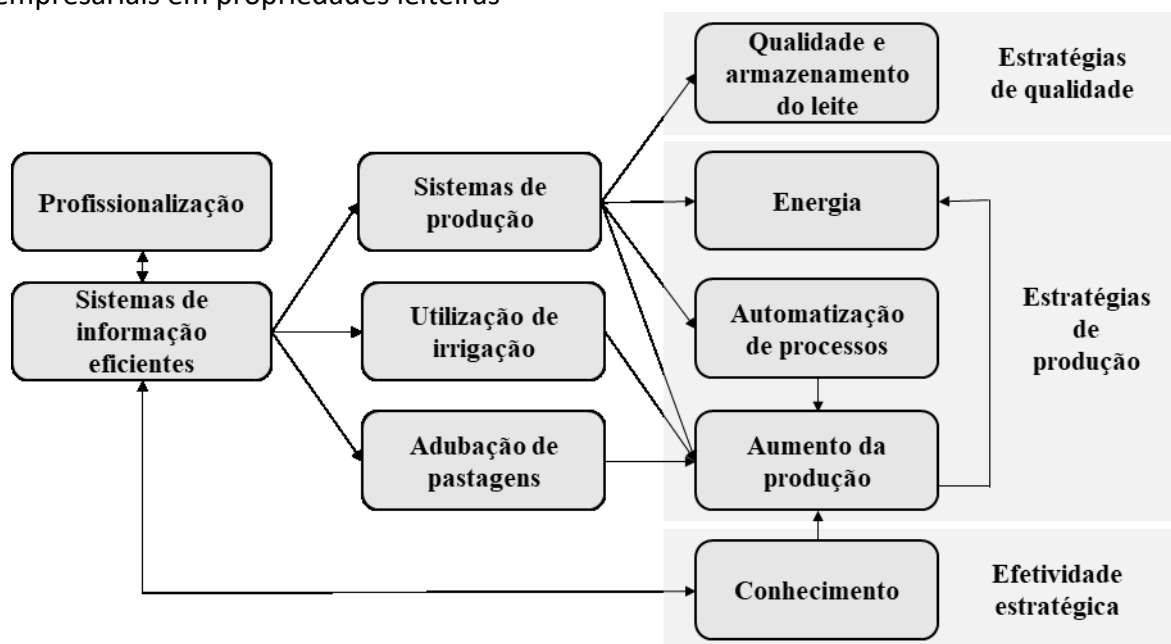 empresariais em propriedades leiteiras
Qualidade e
armazenamento
do leite
Estratégias
de qualidade
Profissionalização
Sistemas de
produção
Energia
Sistemas de
informação
eficientes
Utilização de
irrigação
Automatização
de processos
Estratégias
de
produção
Adubação de
pastagens
Aumento da
produção
Conhecimento
Efetividade
estratégica